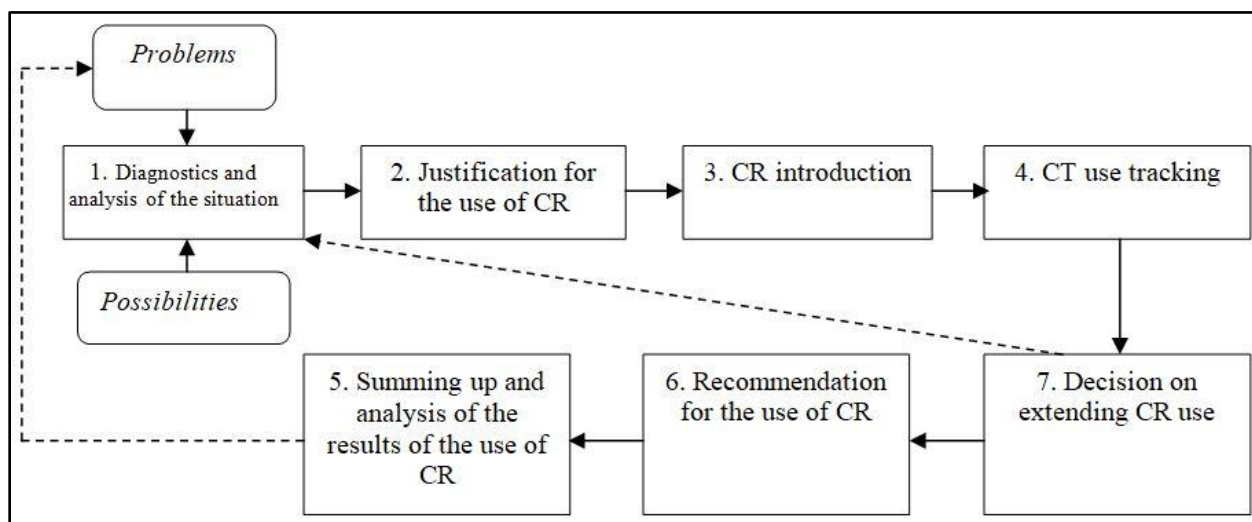 Problems
1. Diagnostics and
analysis of the situation
2. Justification for
the use of CR
3. CR introduction
4. CT use tracking
Possibilities
5. Summing up and
analysis of the
results of the use of
CR
6. Recommendation
for the use of CR
7. Decision on
extending CR use